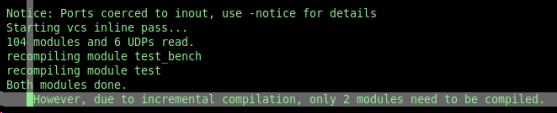 Notice: Ports coerced to inout, use -notice for details
Starting vcs inline pass...
104 modules and 6 UDPs read.
recompiling module test_bench
recompiling module test
Both modules done.
However, due to incremental compilation, only 2 modules need to be compiled.